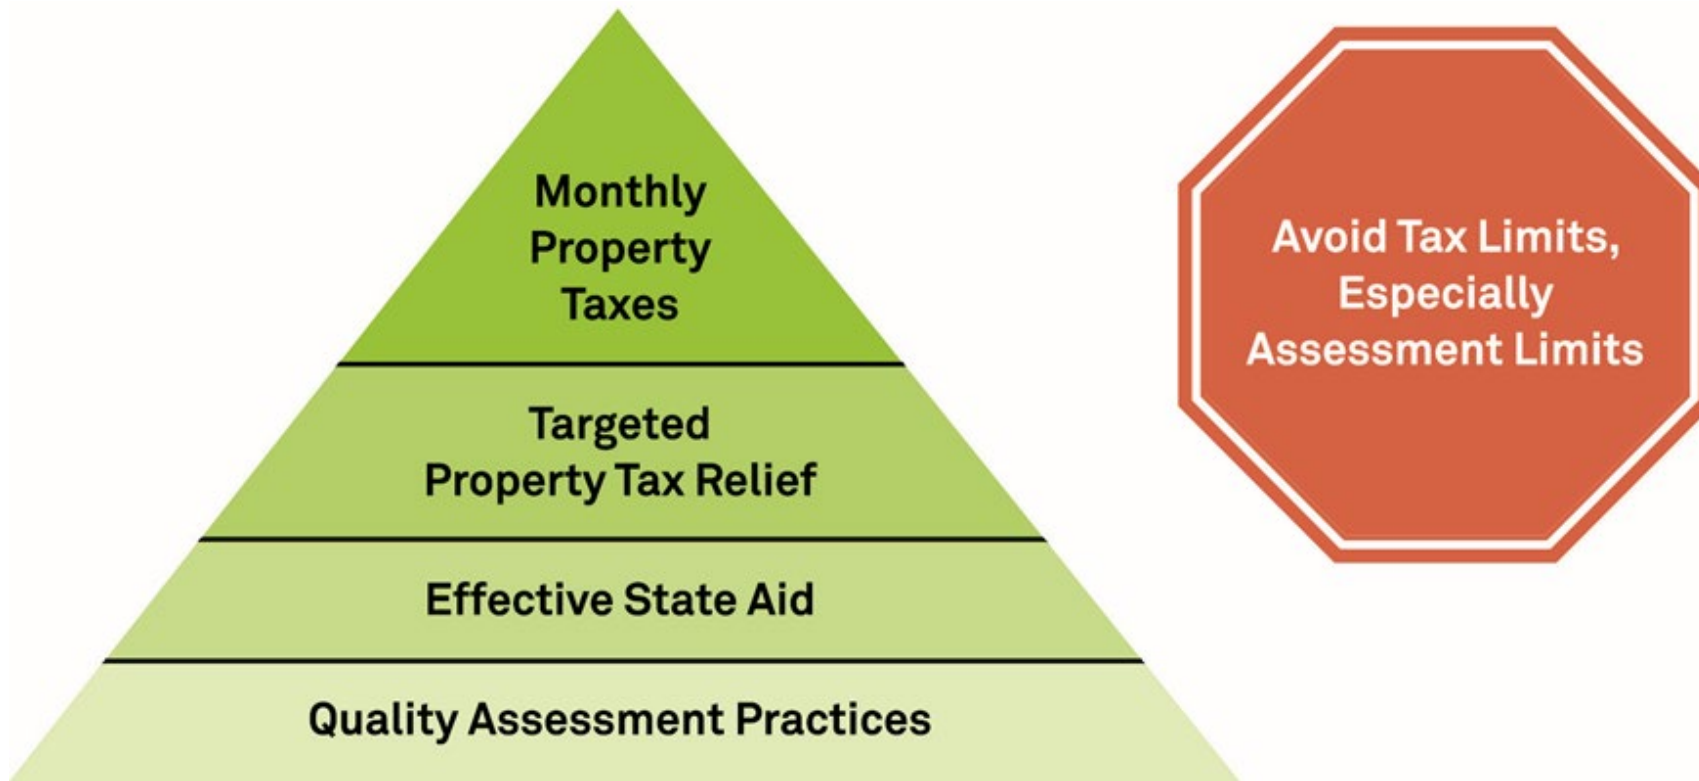 Monthly
Property
Taxes
Targeted
Property Tax Relief
Effective State Aid
Quality Assessment Practices
Avoid Tax Limits,
Especially
Assessment Limits